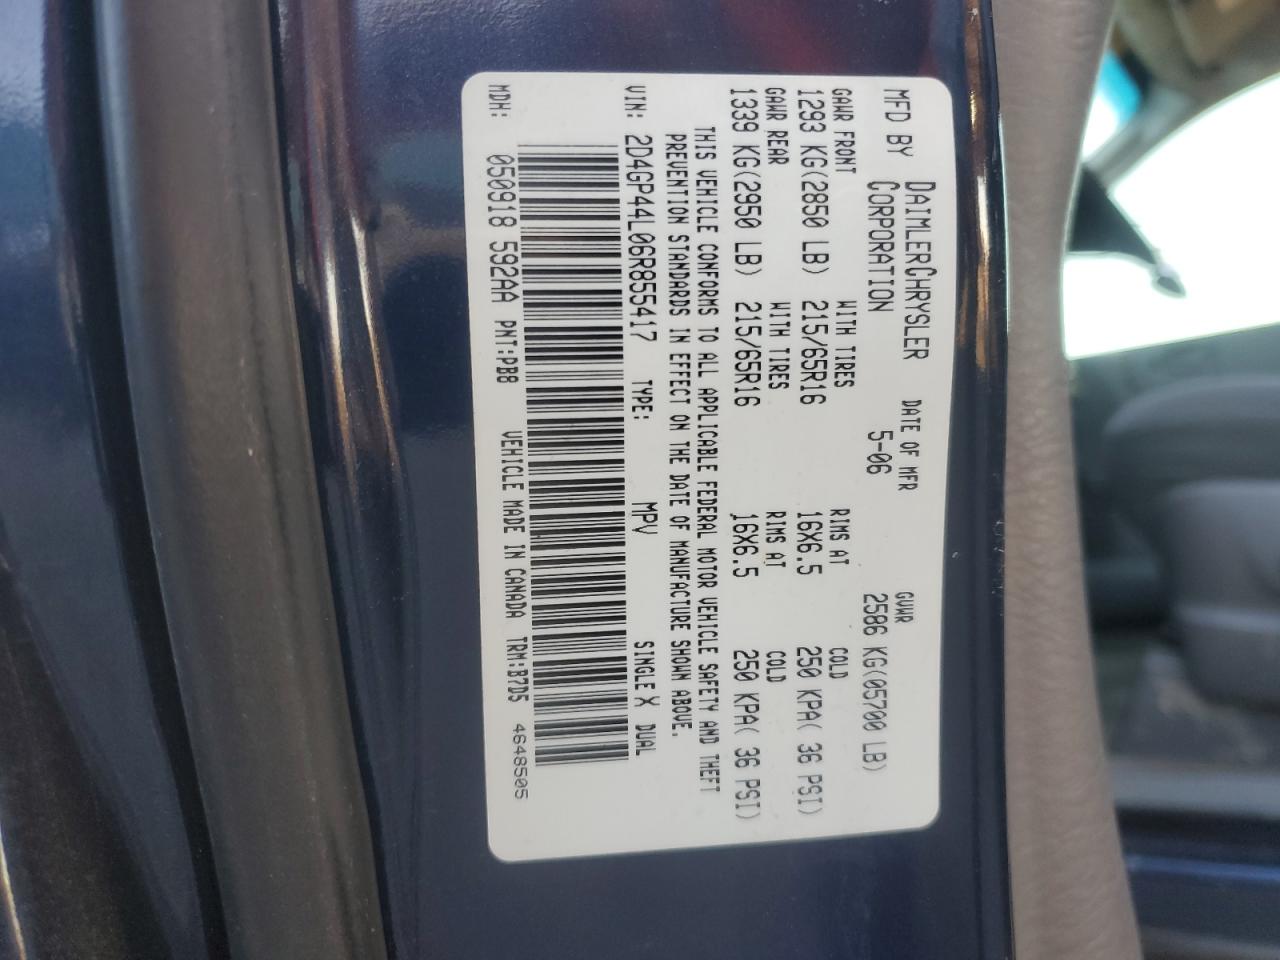 MFD BY DAIMLERCHRYSLER CORPORATION DATE OF MFR 5-06 GVWR 2586 KG(05700 LB)
GAWR FRONT WITH TIRES RIMS AT COLD
1293 KG(2850 LB) 215/65R16 16X6.5 250 KPA( 36 PSI)
GAWR REAR WITH TIRES RIMS AT COLD
1339 KG(2950 LB) 215/65R16 16X6.5 250 KPA( 36 PSI)
THIS VEHICLE CONFORMS TO ALL APPLICABLE FEDERAL MOTOR VEHICLE SAFETY AND THEFT
PREVENTION STANDARDS IN EFFECT ON THE DATE OF MANUFACTURE SHOWN ABOVE.
VIN: 2D4GP44L06R855417 TYPE: MPV SINGLE X DUAL
MDH: 050918 592AA PNT:PB8 VEHICLE MADE IN CANADA TRM:B7D5 4648505